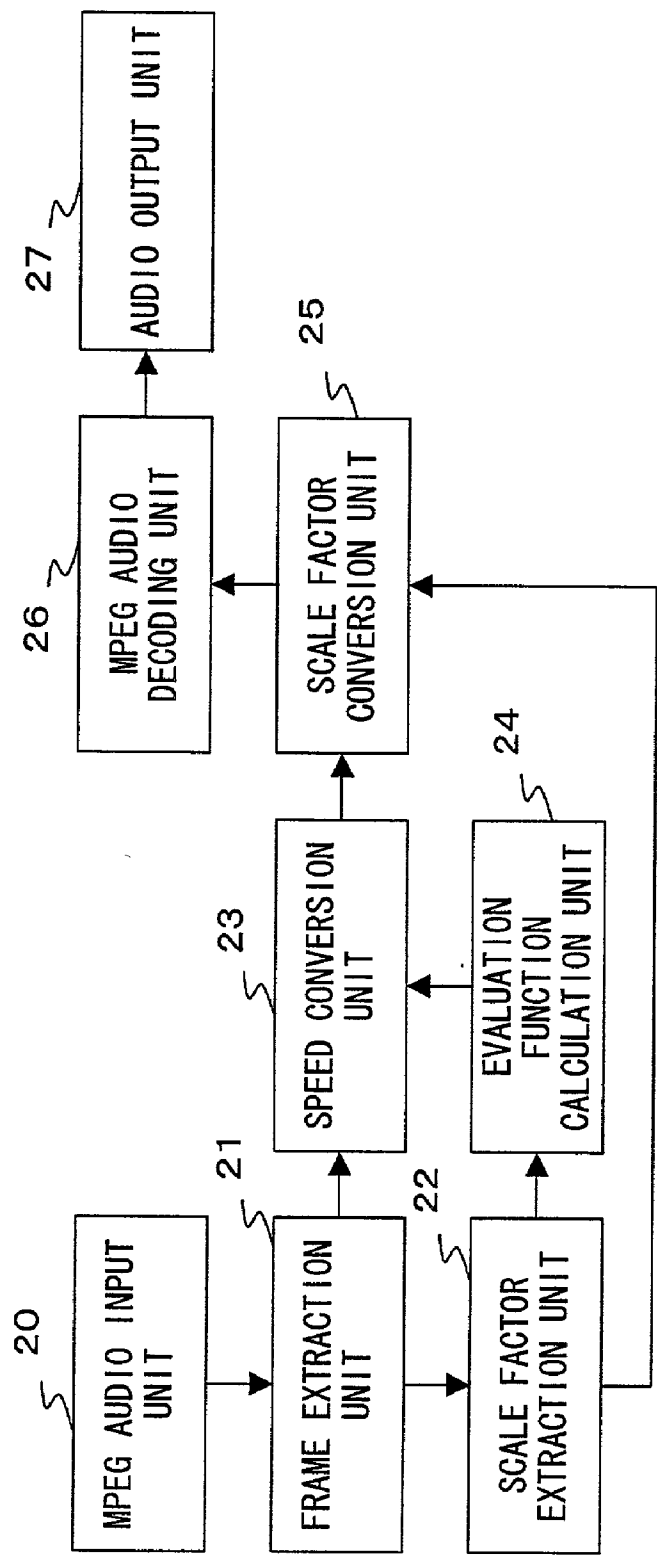 20
MPEG AUDIO INPUT
UNIT
21
FRAME EXTRACTION
UNIT
22
SCALE FACTOR
EXTRACTION UNIT
23
SPEED CONVERSION
UNIT
24
EVALUATION
FUNCTION
CALCULATION UNIT
25
SCALE FACTOR
CONVERSION UNIT
26
MPEG AUDIO
DECODING UNIT
27
AUDIO OUTPUT UNIT